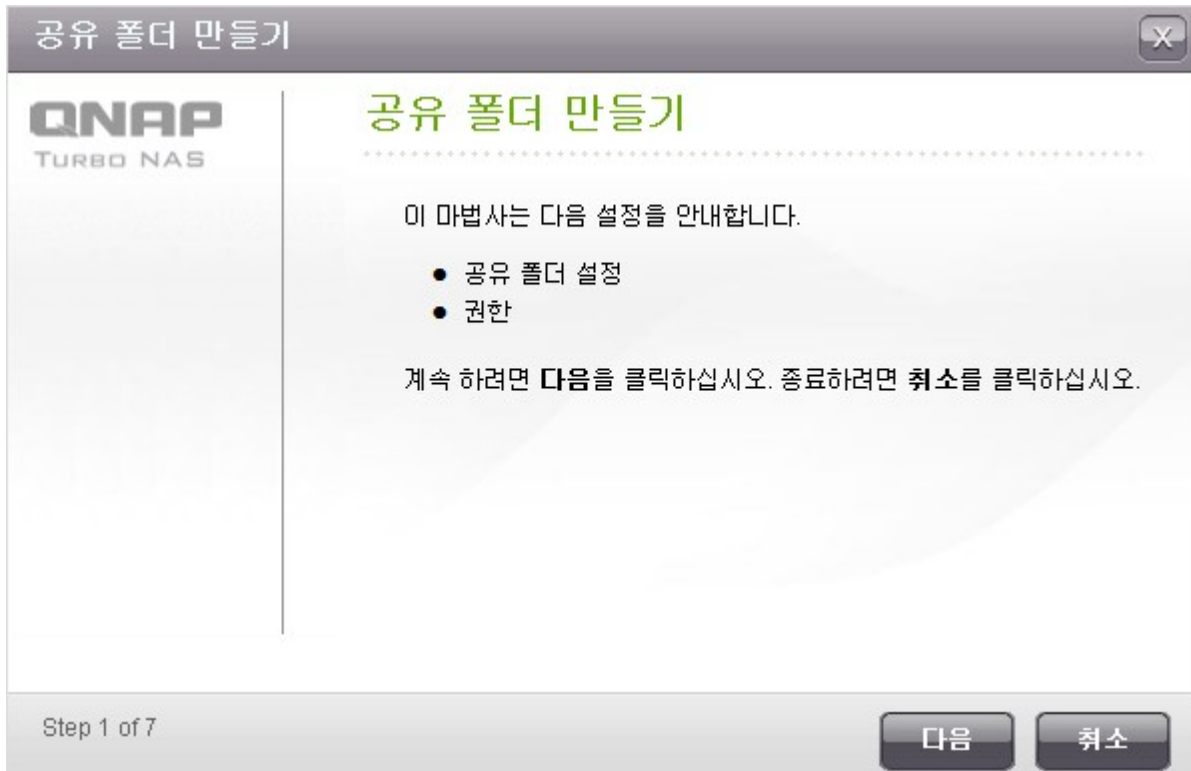 공유 폴더 만들기
X
QNAP
TURBO NAS
공유 폴더 만들기
이 마법사는 다음 설정을 안내합니다.
● 공유 폴더 설정
● 권한
계속 하려면 다음을 클릭하십시오. 종료하려면 취소를 클릭하십시오.
Step 1 of 7
다음
취소